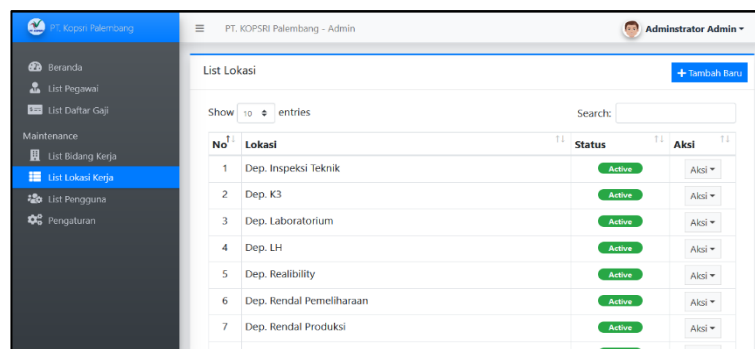 PT. Kopsri Palembang
PT. KOPSRI Palembang - Admin
Adminstrator Admin
Beranda
List Pegawai
List Daftar Gaji
Maintenance
List Bidang Kerja
List Lokasi Kerja
List Pengguna
Pengaturan
List Lokasi
+ Tambah Baru
Show 10 entries
Search:
No Lokasi Status Aksi
1 Dep. Inspeksi Teknik Active Aksi
2 Dep. K3 Active Aksi
3 Dep. Laboratorium Active Aksi
4 Dep. LH Active Aksi
5 Dep. Realibility Active Aksi
6 Dep. Rendal Pemeliharaan Active Aksi
7 Dep. Rendal Produksi Active Aksi